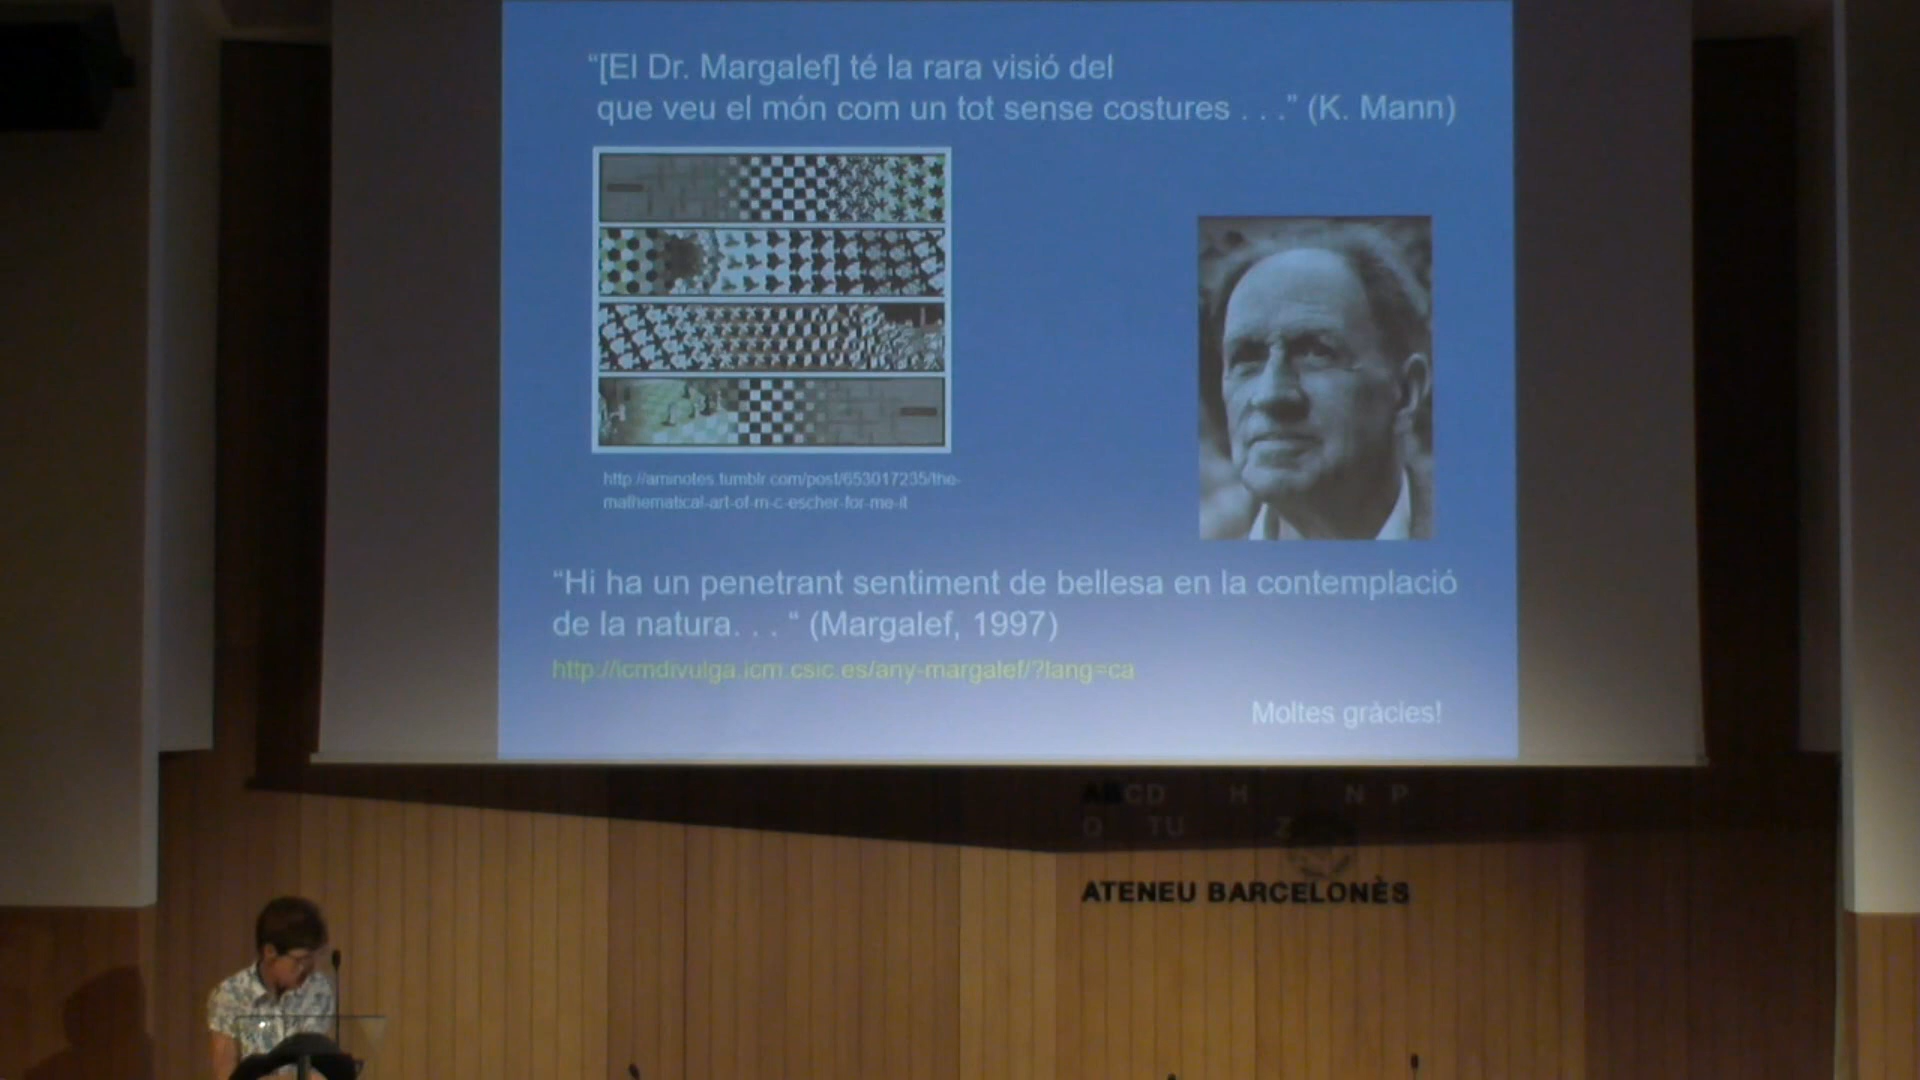 “[El Dr. Margalef] té la rara visió del
que veu el món com un tot sense costures . . .” (K. Mann)
http://aminotes.tumblr.com/post/653017235/the-
mathematical-art-of-m-c-escher-for-me-it
“Hi ha un penetrant sentiment de bellesa en la contemplació
de la natura. . . “ (Margalef, 1997)
http://icmdivulga.icm.csic.es/any-margalef/?lang=ca
Moltes gràcies!
ABCD H N P
Q TU Z
ATENEU BARCELONÈS